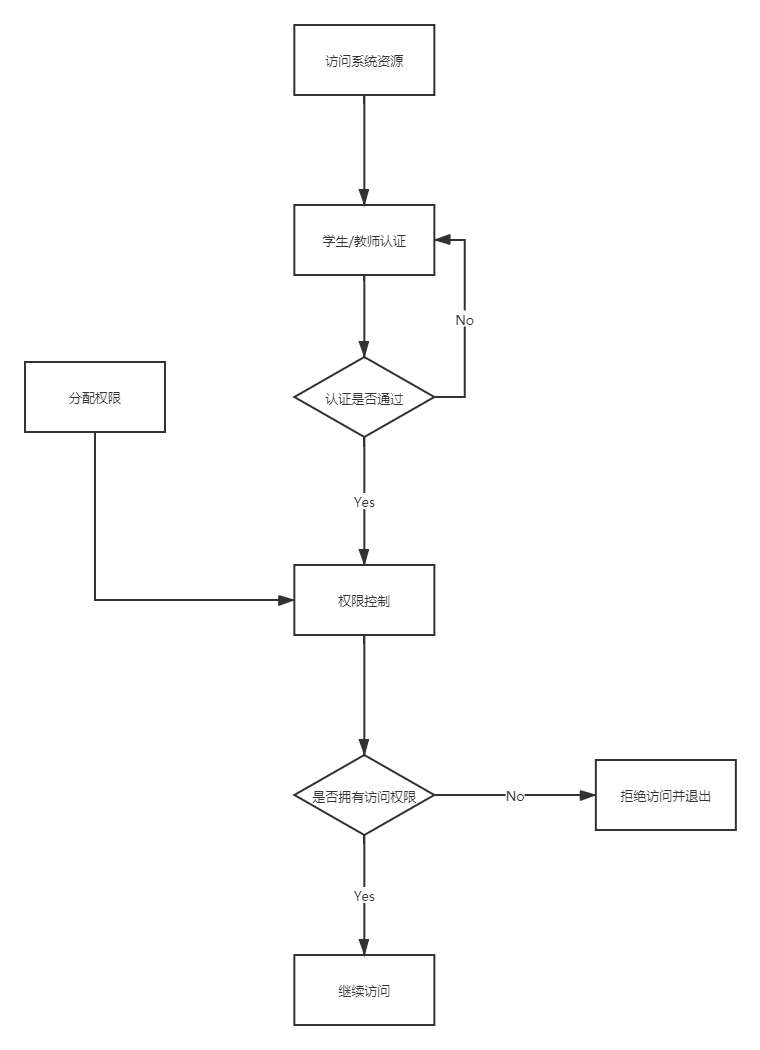 访问系统资源
学生/教师认证
No
认证是否通过
分配权限
Yes
权限控制
是否拥有访问权限
No
拒绝访问并退出
Yes
继续访问